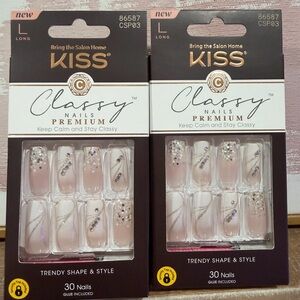 new
L
LONG
86587
CSP03
Bring the Salon Home
KISS
Classy™
NAILS
PREMIUM
Keep Calm and Stay Classy
TRENDY SHAPE & STYLE
30 Nails
GLUE INCLUDED
new
L
LONG
86587
CSP03
Bring the Salon Home
KISS
Classy™
NAILS
PREMIUM
Keep Calm and Stay Classy
TRENDY SHAPE & STYLE
30 Nails
GLUE INCLUDED